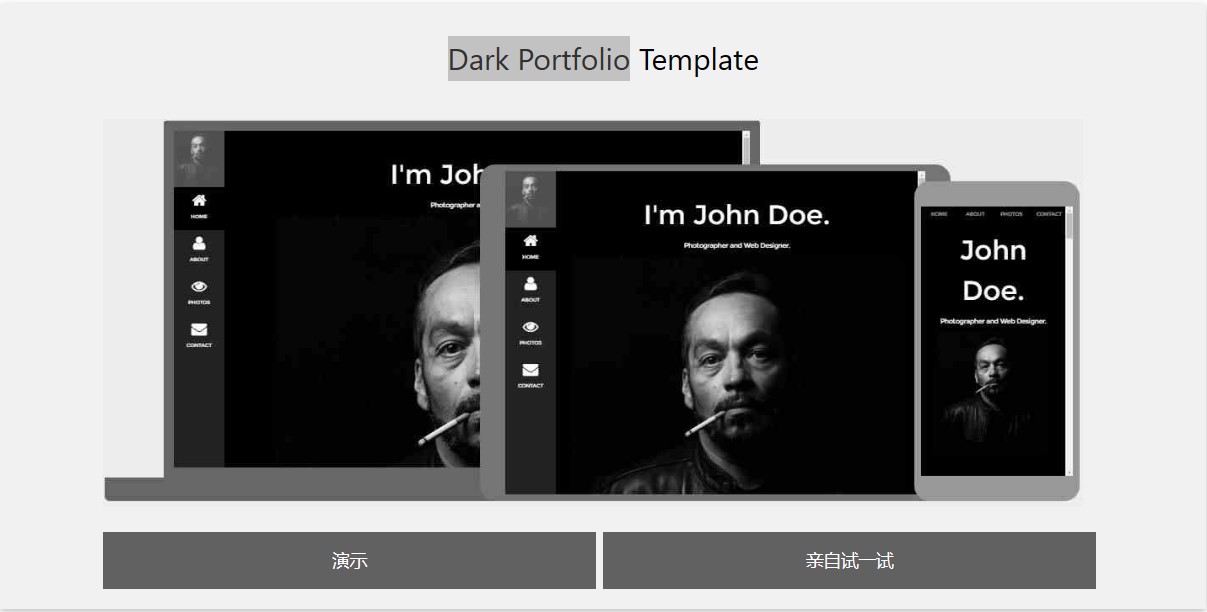 Dark Portfolio Template
I'm Joh
Photographer a
HOME
ABOUT
PHOTOS
CONTACT
I'm John Doe.
Photographer and Web Designer.
HOME
ABOUT
PHOTOS
CONTACT
HOME ABOUT PHOTOS CONTACT
John
Doe.
Photographer and Web Designer.
演示
亲自试一试